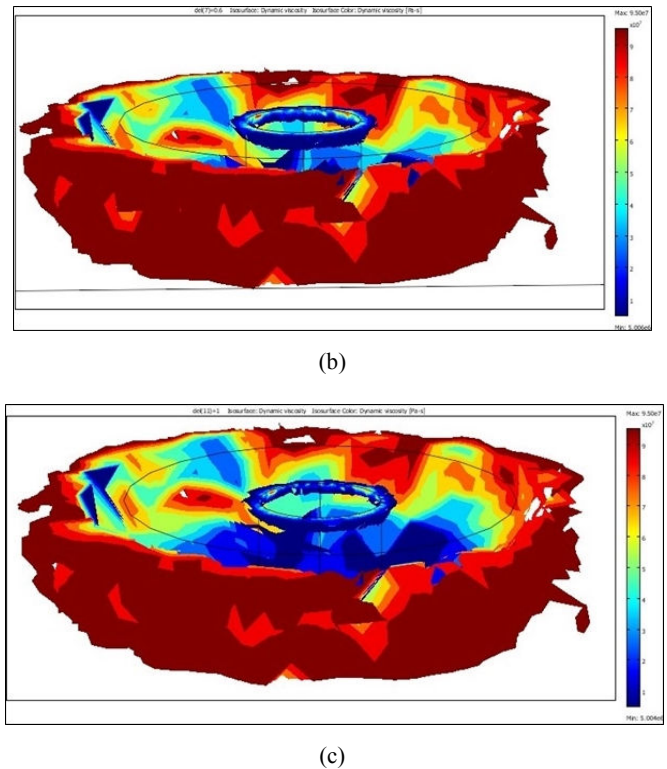 del(7)=0.6 Isosurface: Dynamic viscosity Isosurface Color: Dynamic viscosity [Pa·s]
Max: 9.50e7
x10⁷
9
8
7
6
5
4
3
2
1
Min: 5.006e6
(b)
del(11)=1 Isosurface: Dynamic viscosity Isosurface Color: Dynamic viscosity [Pa·s]
Max: 9.50e7
x10⁷
9
8
7
6
5
4
3
2
1
Min: 5.004e6
(c)